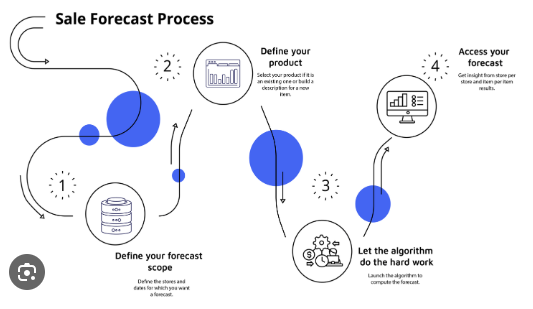 Sale Forecast Process
1
Define your forecast
scope
Define the stores and
dates for which you want
a forecast.
2
Define your
product
Select your product if it is
an existing one or build a
description for a new
item.
3
Let the algorithm
do the hard work
Launch the algorithm to
compute the forecast.
4
Access your
forecast
Get insight from store per
store and item per item
results.